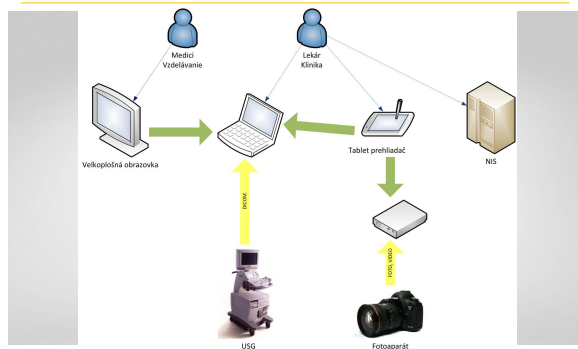 Medici
Vzdelávanie
Lekár
Klinika
Veľkoplošná obrazovka
Tablet prehliadač
NIS
DICOM
FOTO, VIDEO
USG
Fotoaparát